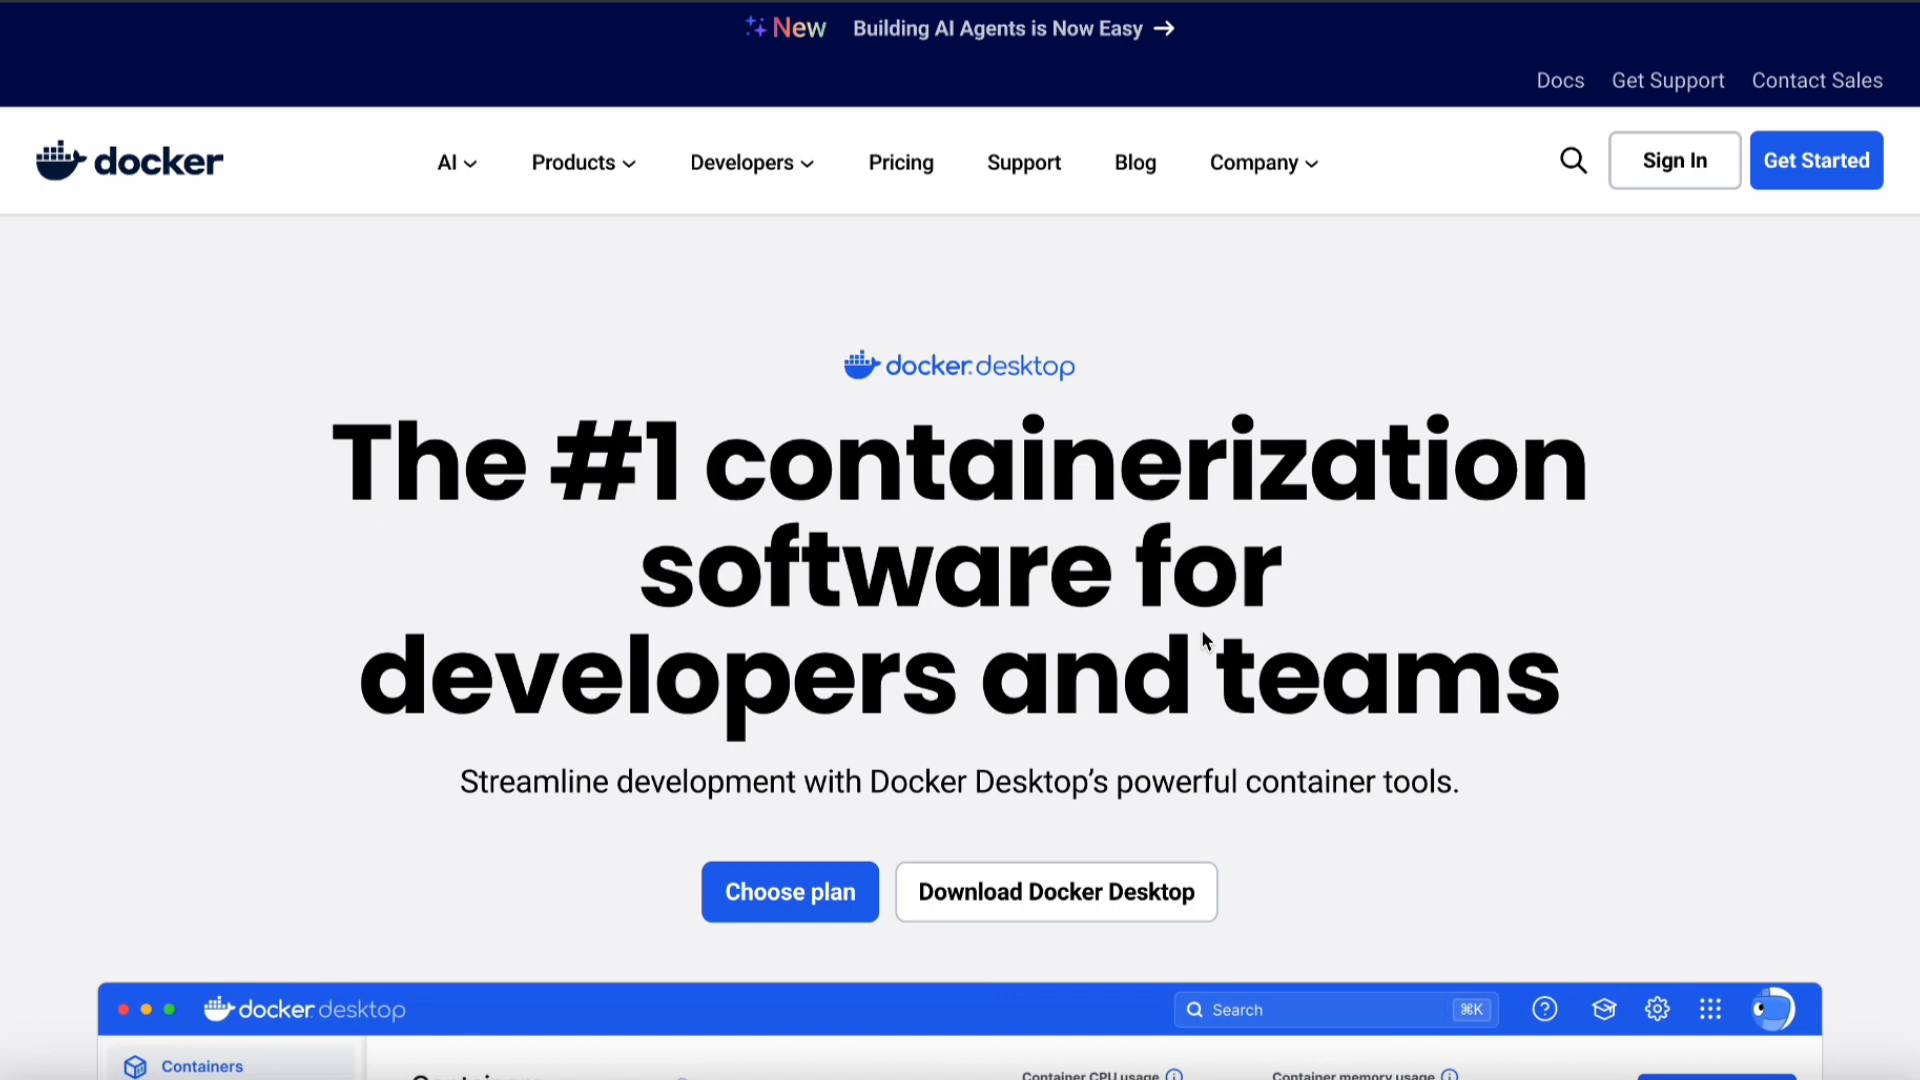 New Building AI Agents is Now Easy →
Docs Get Support Contact Sales
docker AI Products Developers Pricing Support Blog Company Sign In Get Started
docker desktop
The #1 containerization
software for
developers and teams
Streamline development with Docker Desktop’s powerful container tools.
Choose plan Download Docker Desktop
docker desktop Search ⌘K
Containers
Container CPU usage Container memory usage